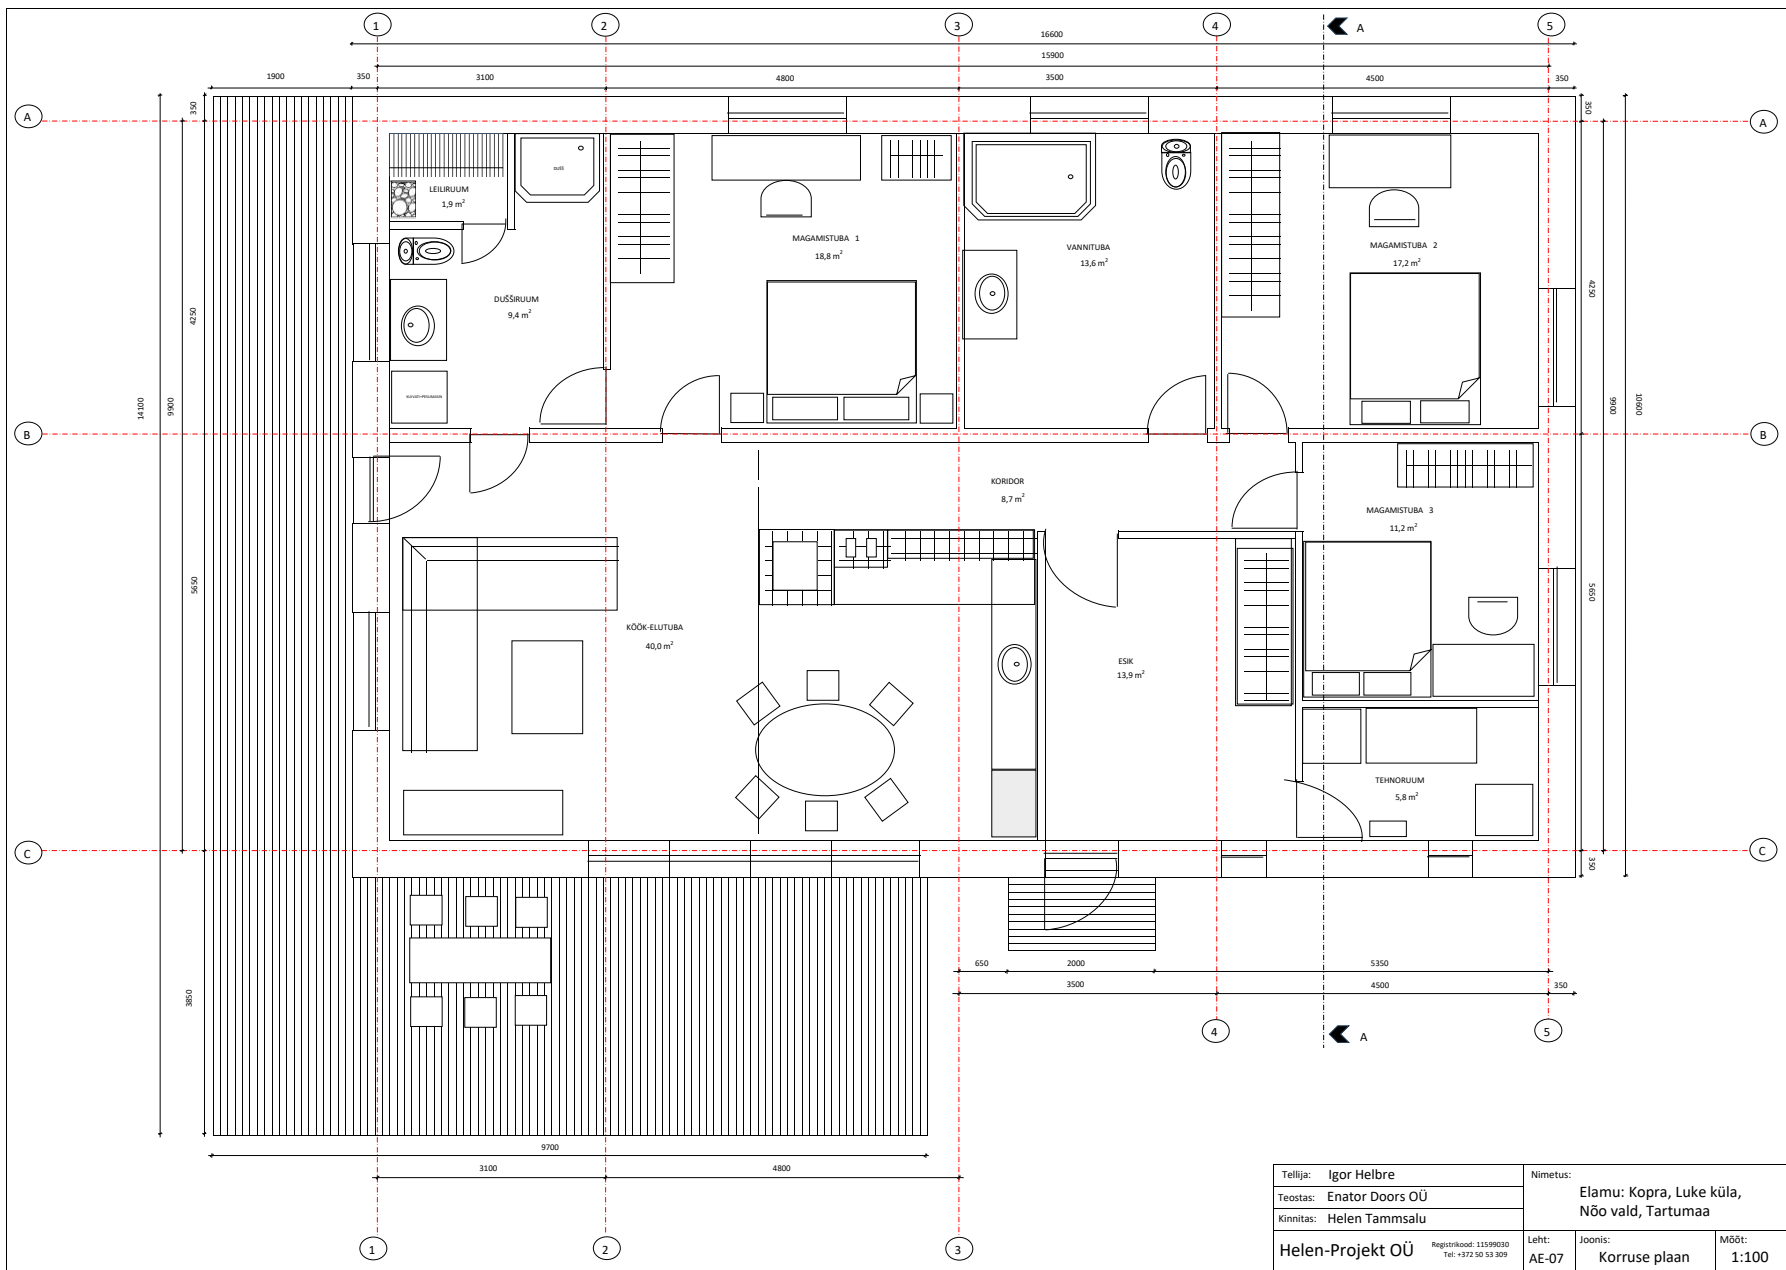 1 2 3 4 5
A
16600
15900
1900 350 3100 4800 3500 4500 350
A A
350 350
LEILIRUUM
1,9 m²
DUŠŠ
MAGAMISTUBA 1
18,8 m²
VANNITUBA
13,6 m²
MAGAMISTUBA 2
17,2 m²
DUŠŠIRUUM
9,4 m²
4250 4250
14100 9900 9900 10600
B B
KORIDOR
8,7 m²
MAGAMISTUBA 3
11,2 m²
5650 5650
KÖÖK-ELUTUBA
40,0 m²
ESIK
13,9 m²
TEHNORUUM
5,8 m²
C C
350
650 2000 5350
3500 4500 350
3850
4 5
A
9700
3100 4800
1 2 3
Tellija: Igor Helbre
Teostas: Enator Doors OÜ
Kinnitas: Helen Tammsalu
Helen-Projekt OÜ
Registrikood: 11599030
Tel: +372 50 53 309
Nimetus:
Elamu: Kopra, Luke küla,
Nõo vald, Tartumaa
Leht:
AE-07
Joonis:
Korruse plaan
Mõõt:
1:100